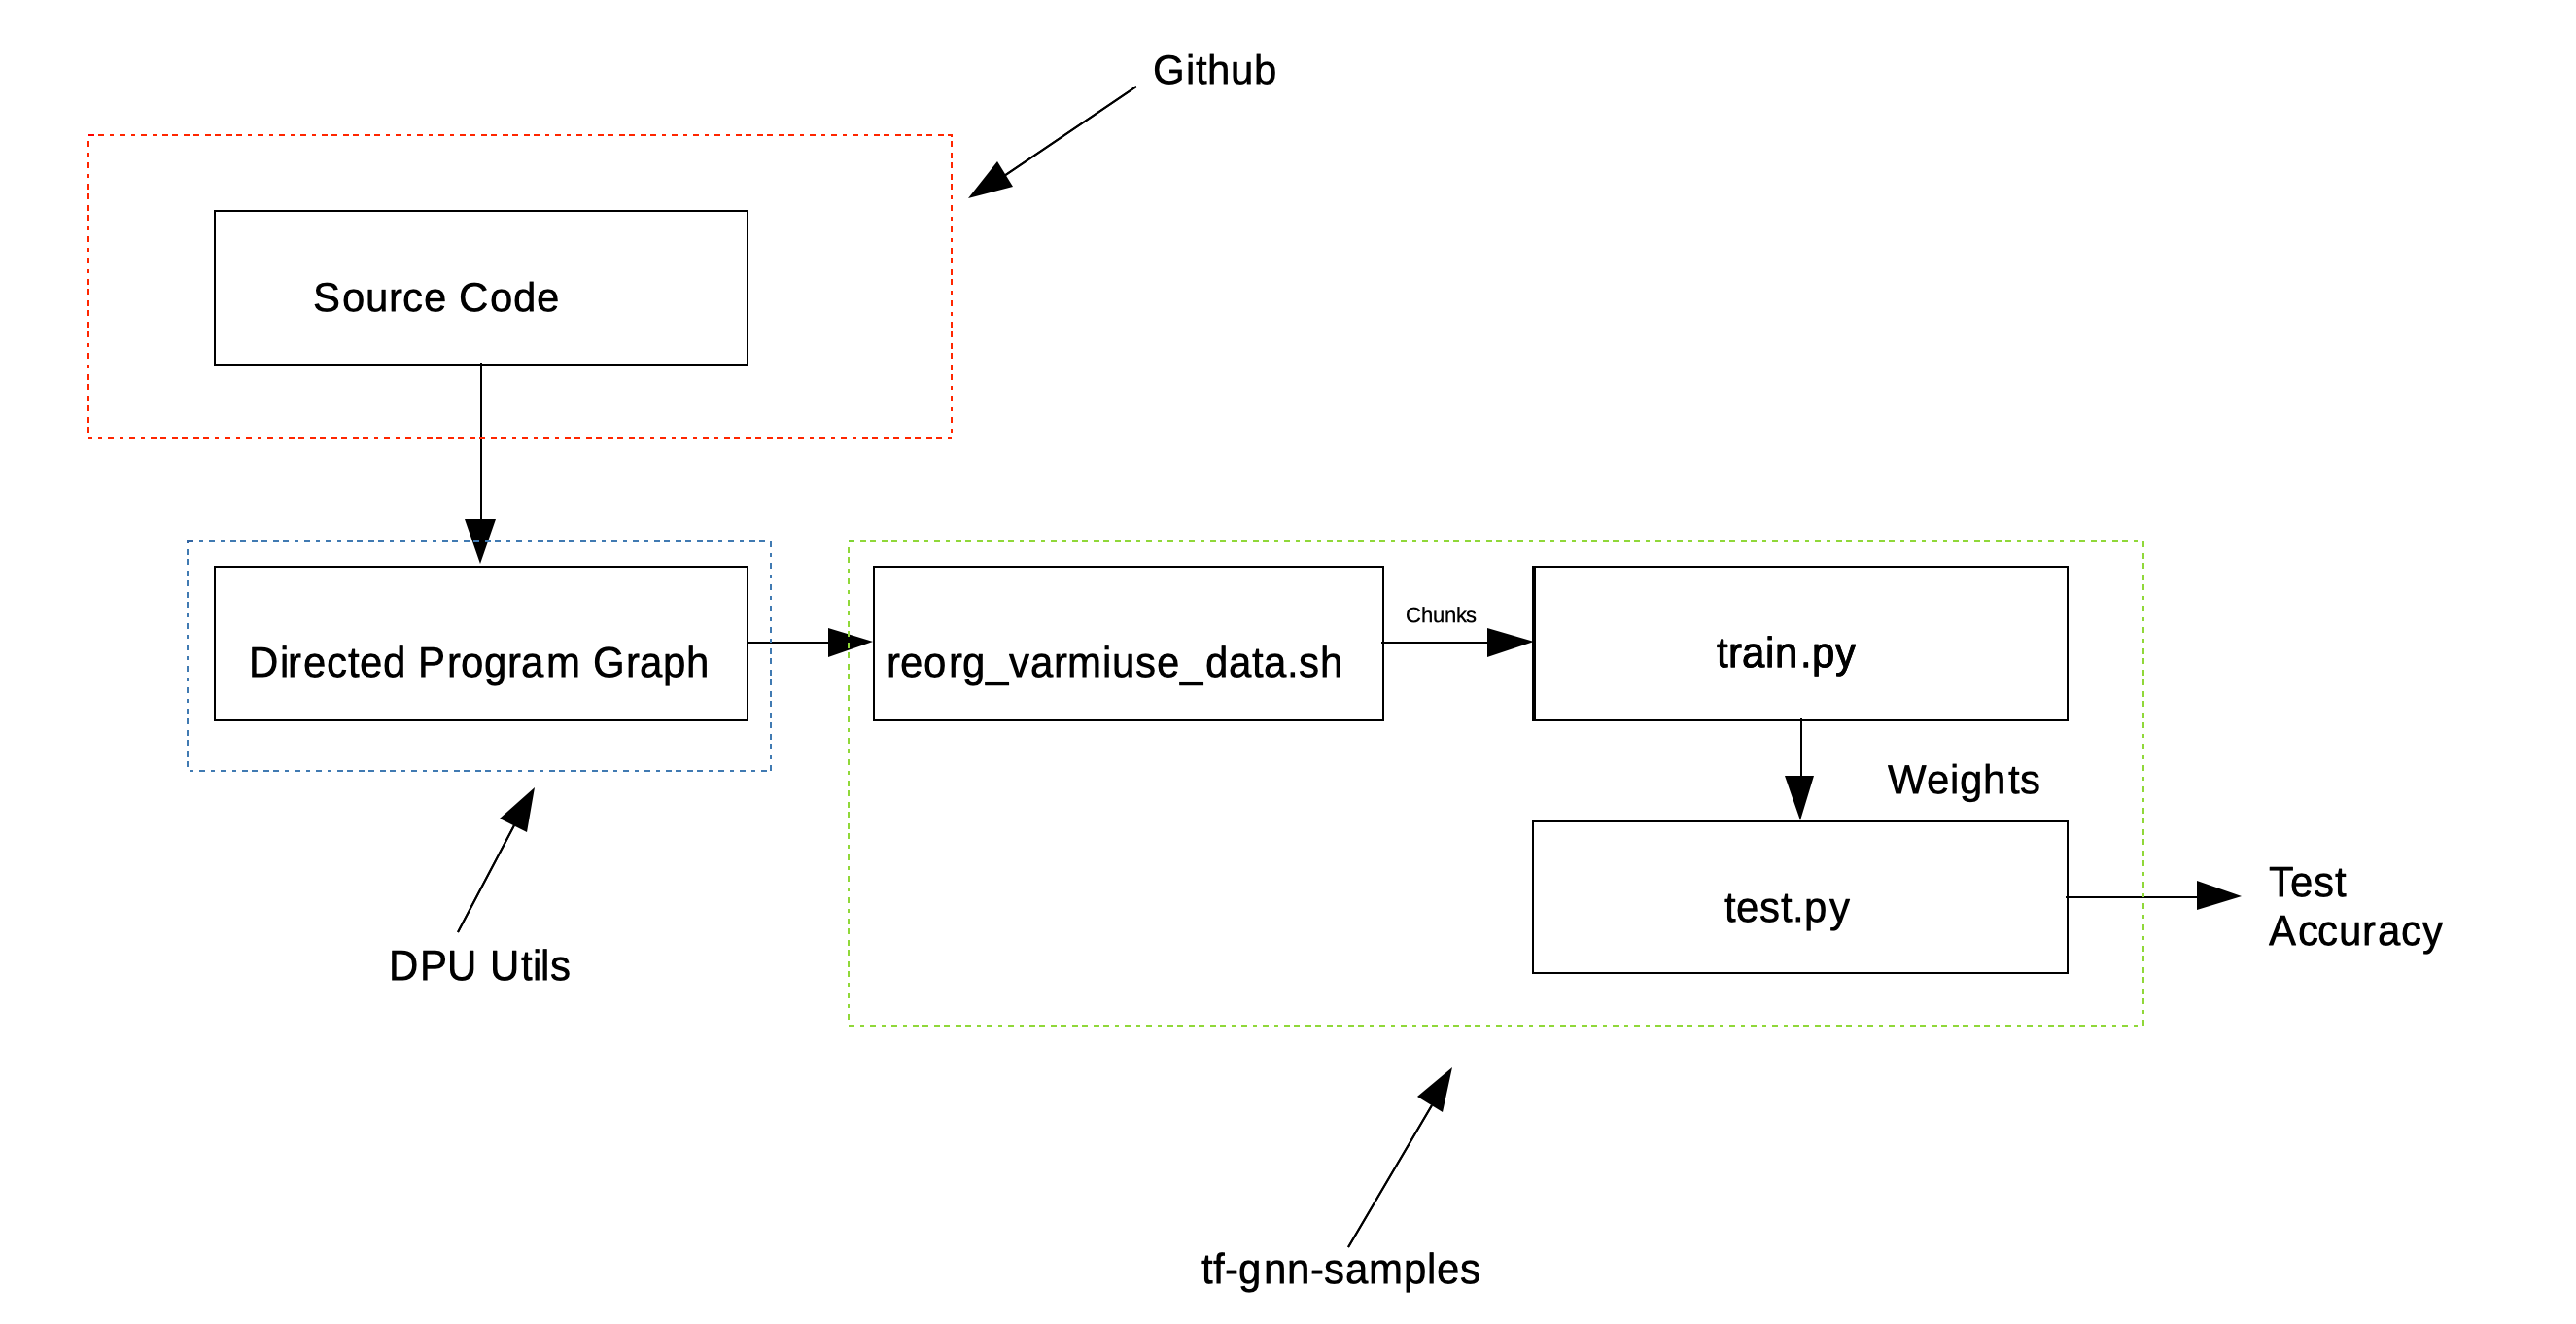 Github
Source Code
Directed Program Graph
reorg_varmiuse_data.sh
Chunks
train.py
Weights
test.py
Test
Accuracy
DPU Utils
tf-gnn-samples